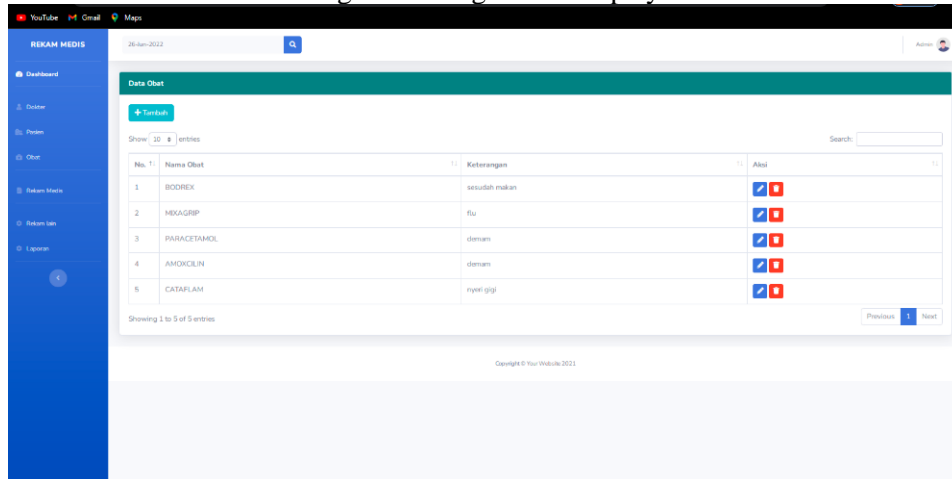 YouTube Gmail Maps
REKAM MEDIS
26-Jan-2022
Admin
Dashboard
Dokter
Pasien
Obat
Rekam Medis
Rekam lain
Laporan
Data Obat
+ Tambah
Show 10 entries
Search:
No. Nama Obat Keterangan Aksi
1 BODREX sesudah makan
2 MIXAGRIP flu
3 PARACETAMOL demam
4 AMOXCILIN demam
5 CATAFLAM nyeri gigi
Showing 1 to 5 of 5 entries
Previous 1 Next
Copyright © Your Website 2021